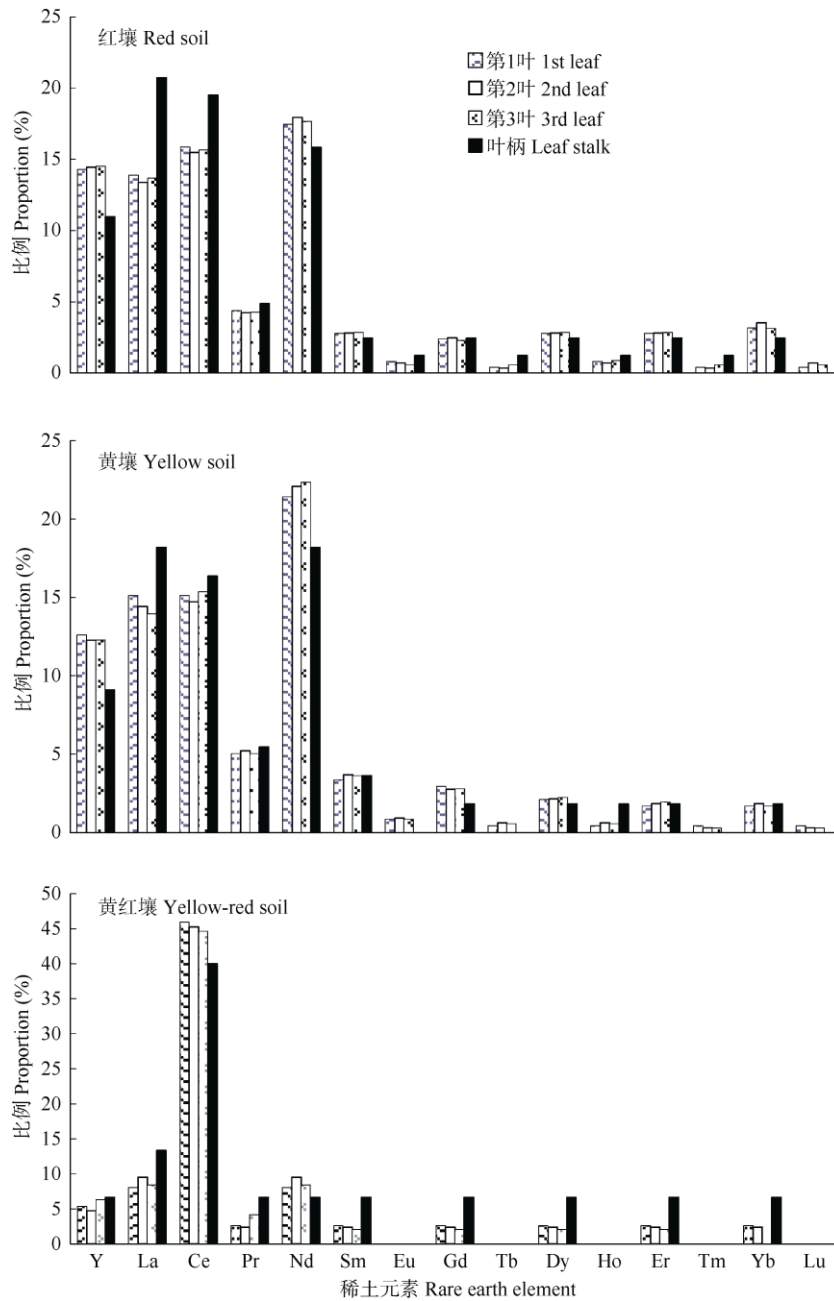 红壤 Red soil
第1叶 1st leaf
第2叶 2nd leaf
第3叶 3rd leaf
叶柄 Leaf stalk
比例 Proportion (%)
25
20
15
10
5
0
黄壤 Yellow soil
比例 Proportion (%)
25
20
15
10
5
0
黄红壤 Yellow-red soil
比例 Proportion (%)
50
45
40
35
30
25
20
15
10
5
0
Y La Ce Pr Nd Sm Eu Gd Tb Dy Ho Er Tm Yb Lu
稀土元素 Rare earth element